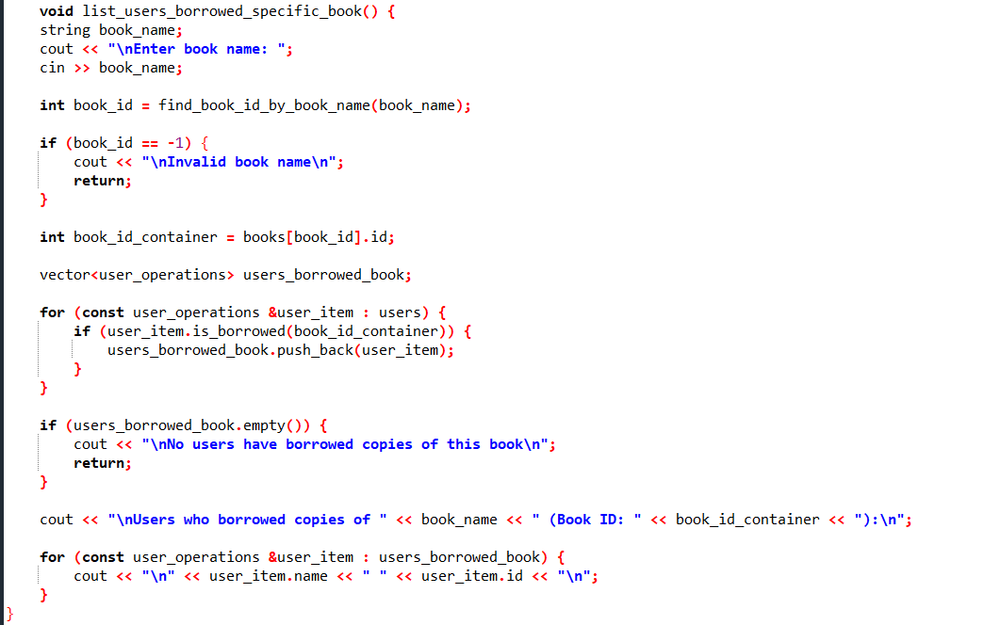 void list_users_borrowed_specific_book() {
string book_name;
cout << "\nEnter book name: ";
cin >> book_name;
int book_id = find_book_id_by_book_name(book_name);
if (book_id == -1) {
cout << "\nInvalid book name\n";
return;
}
int book_id_container = books[book_id].id;
vector<user_operations> users_borrowed_book;
for (const user_operations &user_item : users) {
if (user_item.is_borrowed(book_id_container)) {
users_borrowed_book.push_back(user_item);
}
}
if (users_borrowed_book.empty()) {
cout << "\nNo users have borrowed copies of this book\n";
return;
}
cout << "\nUsers who borrowed copies of " << book_name << " (Book ID: " << book_id_container << "):\n";
for (const user_operations &user_item : users_borrowed_book) {
cout << "\n" << user_item.name << " " << user_item.id << "\n";
}
}